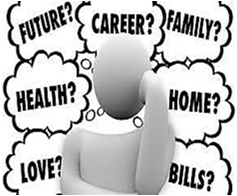 FUTURE?
CAREER?
FAMILY?
HEALTH?
HOME?
LOVE?
BILLS?